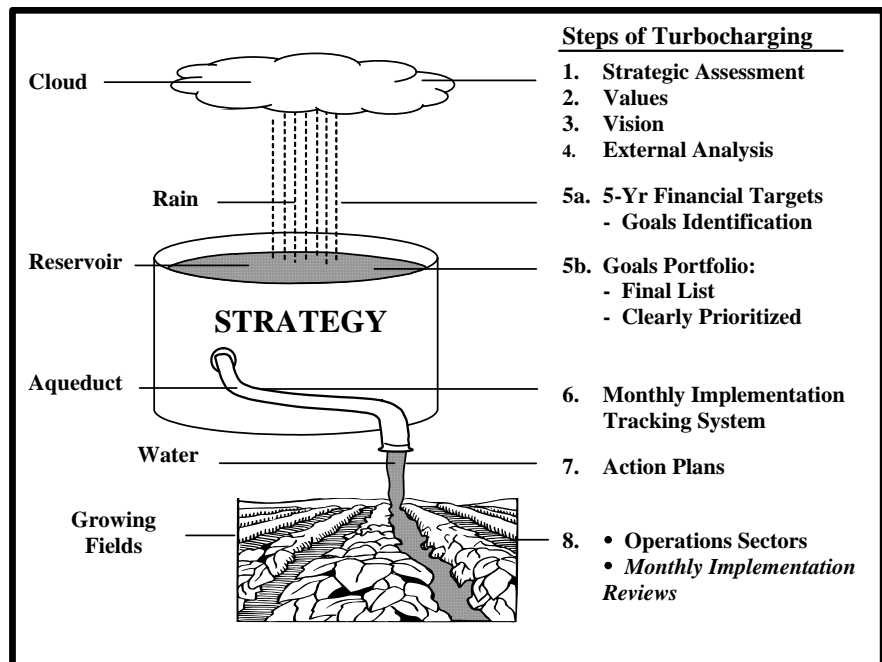 Steps of Turbocharging
Cloud
1. Strategic Assessment
2. Values
3. Vision
4. External Analysis
Rain
5a. 5-Yr Financial Targets
- Goals Identification
Reservoir
5b. Goals Portfolio:
- Final List
- Clearly Prioritized
STRATEGY
Aqueduct
6. Monthly Implementation
Tracking System
Water
7. Action Plans
Growing
Fields
8. • Operations Sectors
• Monthly Implementation
Reviews